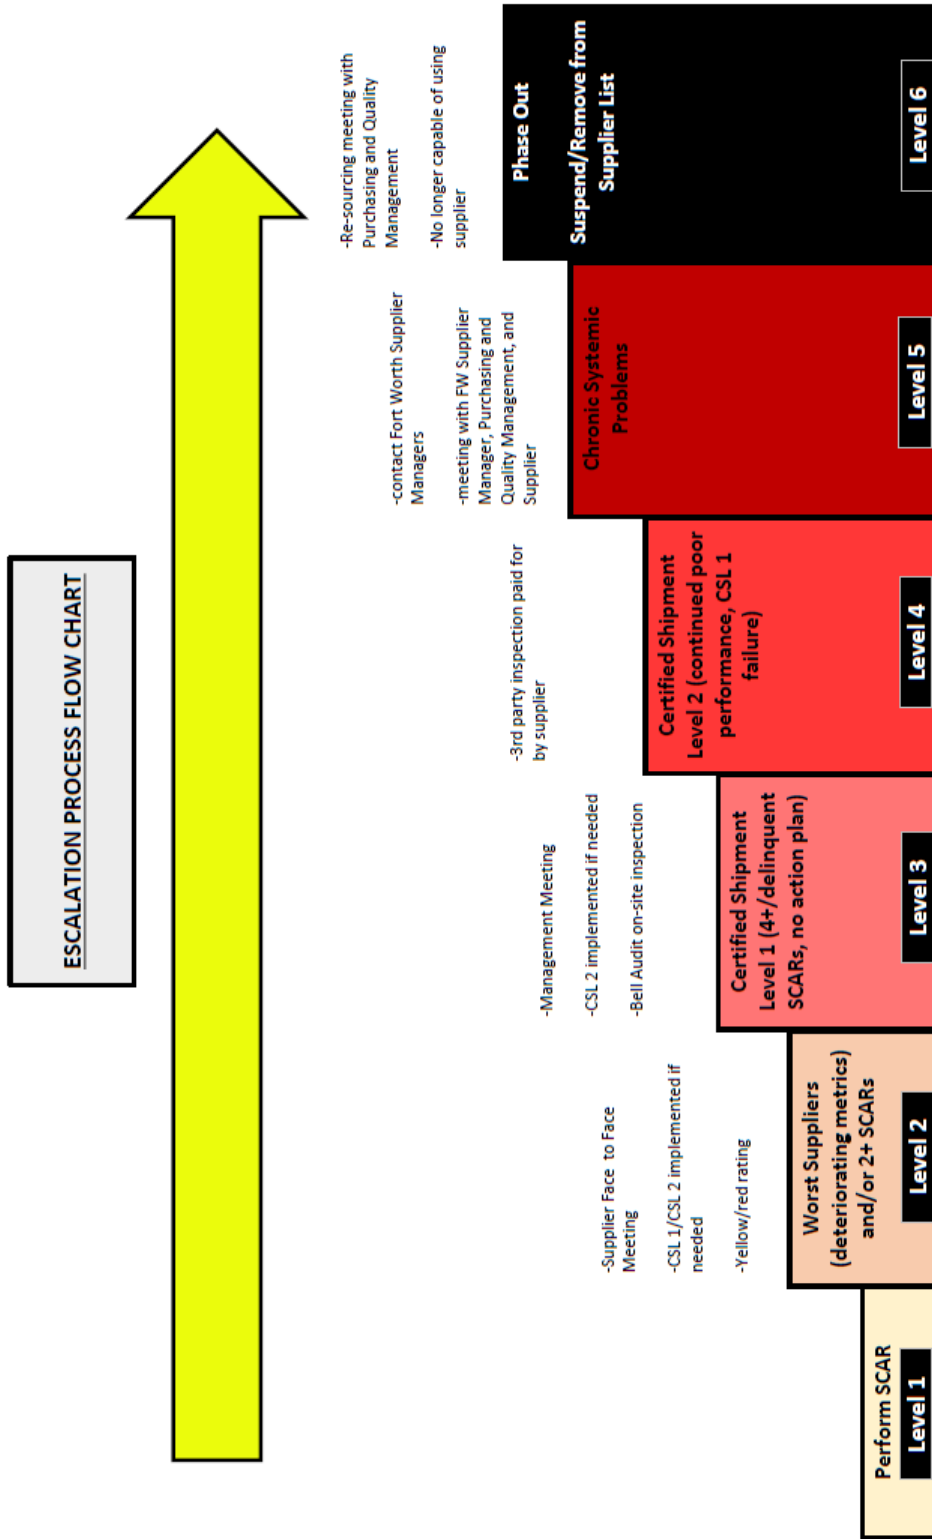 ESCALATION PROCESS FLOW CHART
Perform SCAR
Level 1
-Supplier Face to Face
Meeting
-CSL 1/CSL 2 implemented if
needed
-Yellow/red rating
Worst Suppliers
(deteriorating metrics)
and/or 2+ SCARs
Level 2
-Management Meeting
-CSL 2 implemented if needed
-Bell Audit on-site inspection
Certified Shipment
Level 1 (4+/delinquent
SCARs, no action plan)
Level 3
-3rd party inspection paid for
by supplier
Certified Shipment
Level 2 (continued poor
performance, CSL 1
failure)
Level 4
-contact Fort Worth Supplier
Managers
-meeting with FW Supplier
Manager, Purchasing and
Quality Management, and
Supplier
Chronic Systemic
Problems
Level 5
-Re-sourcing meeting with
Purchasing and Quality
Management
-No longer capable of using
supplier
Phase Out
Suspend/Remove from
Supplier List
Level 6